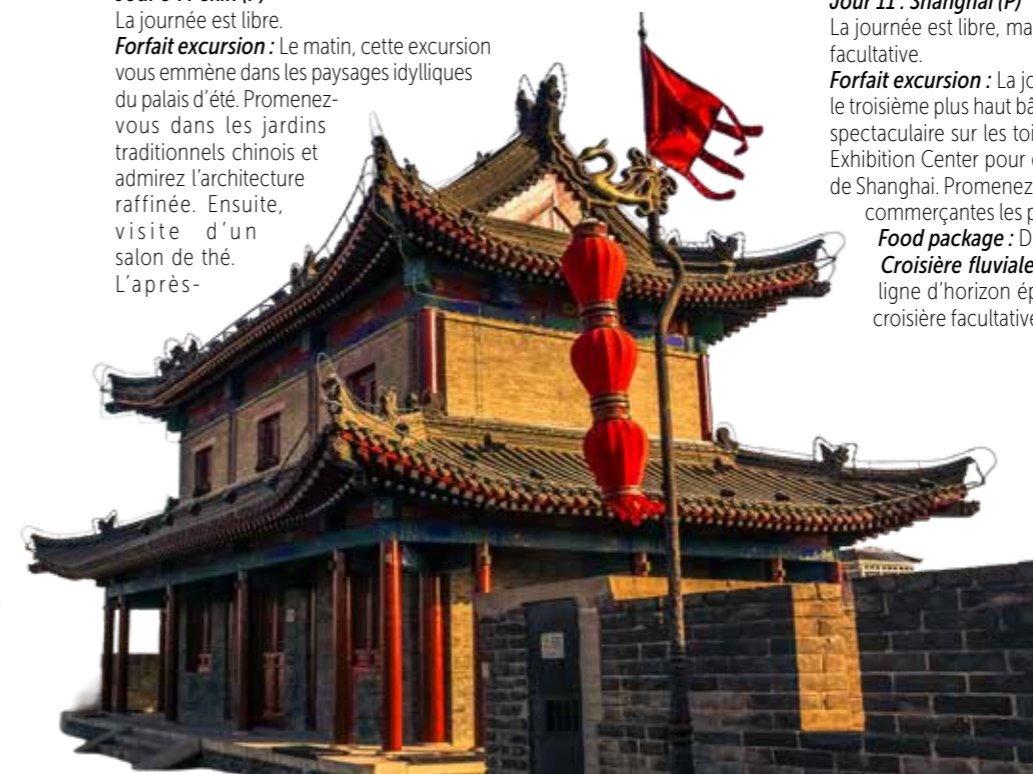 La journée est libre.
Forfait excursion : Le matin, cette excursion
vous emmène dans les paysages idylliques
du palais d'été. Promenez-
vous dans les jardins
traditionnels chinois et
admirez l'architecture
raffinée. Ensuite,
visite d'un
salon de thé.
L'après-
Jour 11 : Shanghai (P)
La journée est libre, ma
facultative.
Forfait excursion : La jo
le troisième plus haut bâ
spectaculaire sur les toi
Exhibition Center pour
de Shanghai. Promenez
commerçantes les p
Food package : D
Croisière fluviale
ligne d'horizon ép
croisière facultative